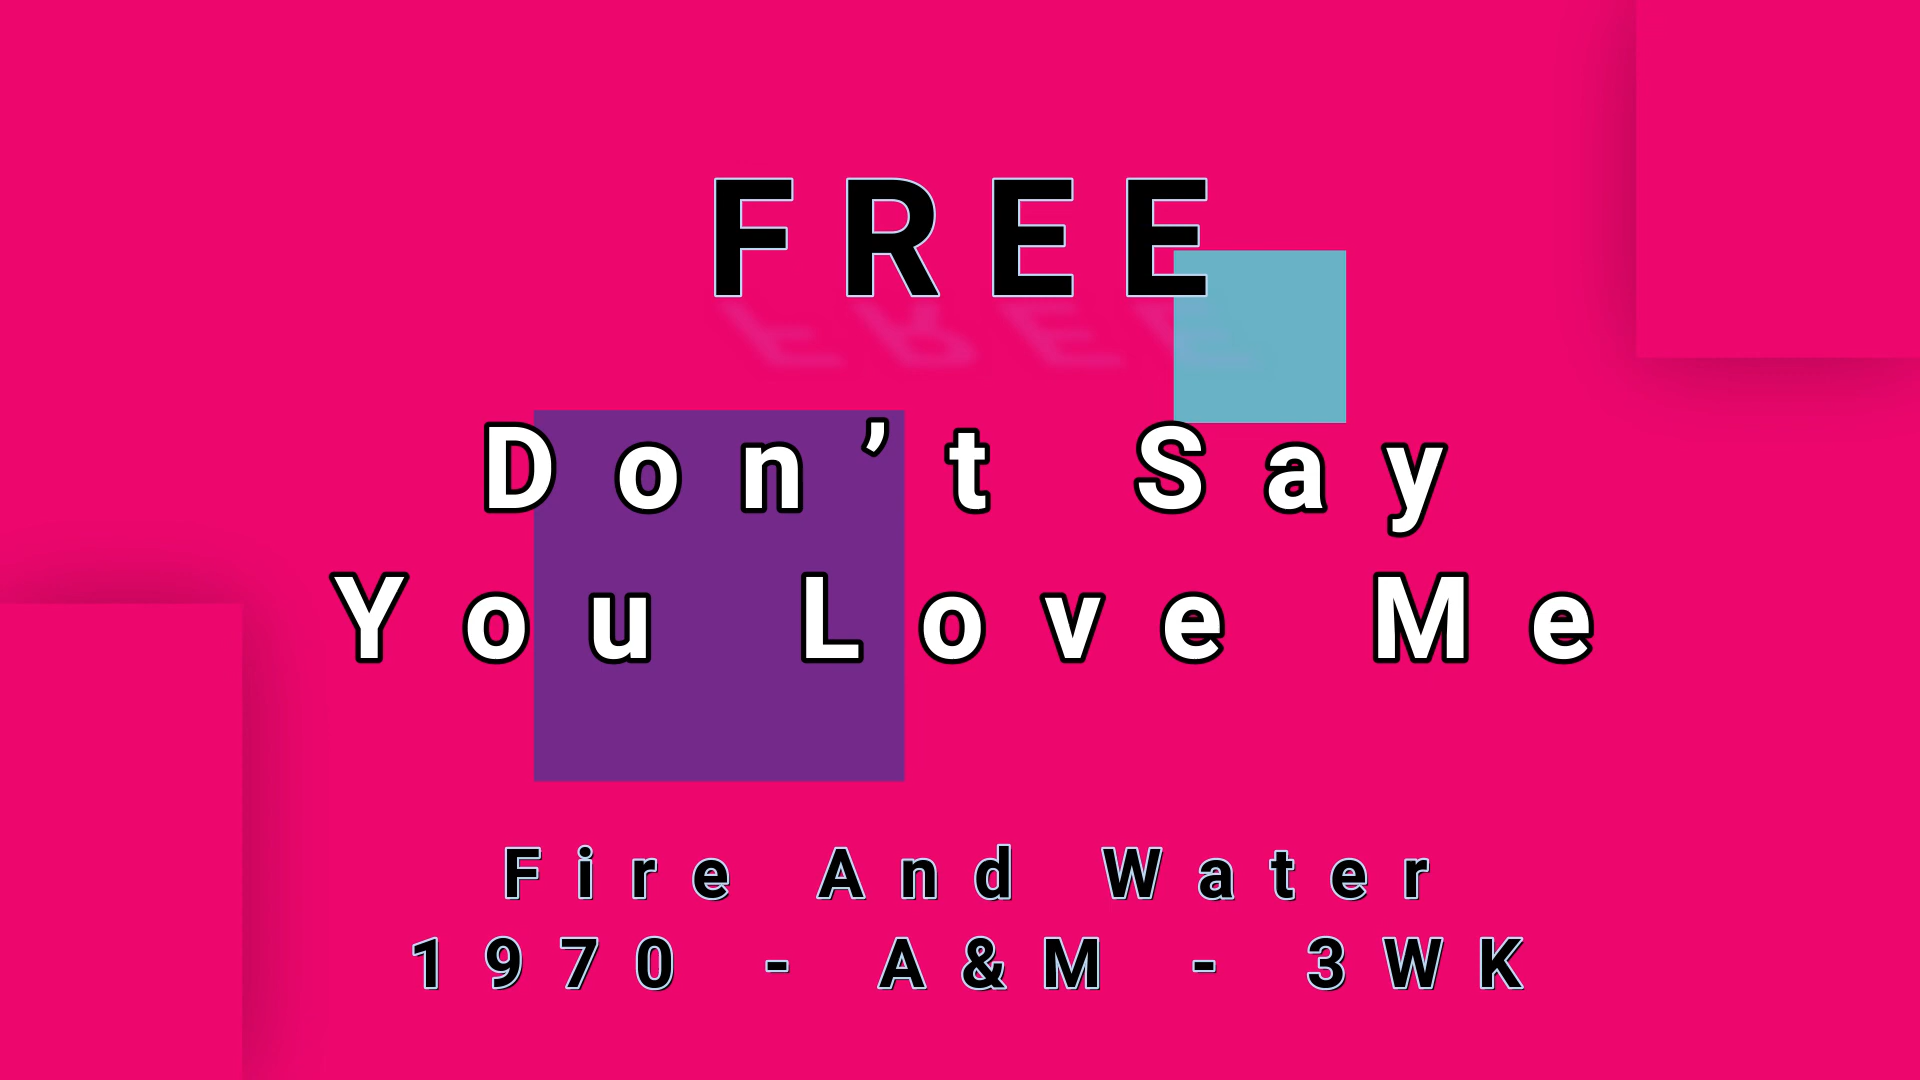 FREE
Don’t Say
You Love Me
Fire And Water
1970 - A&M - 3WK